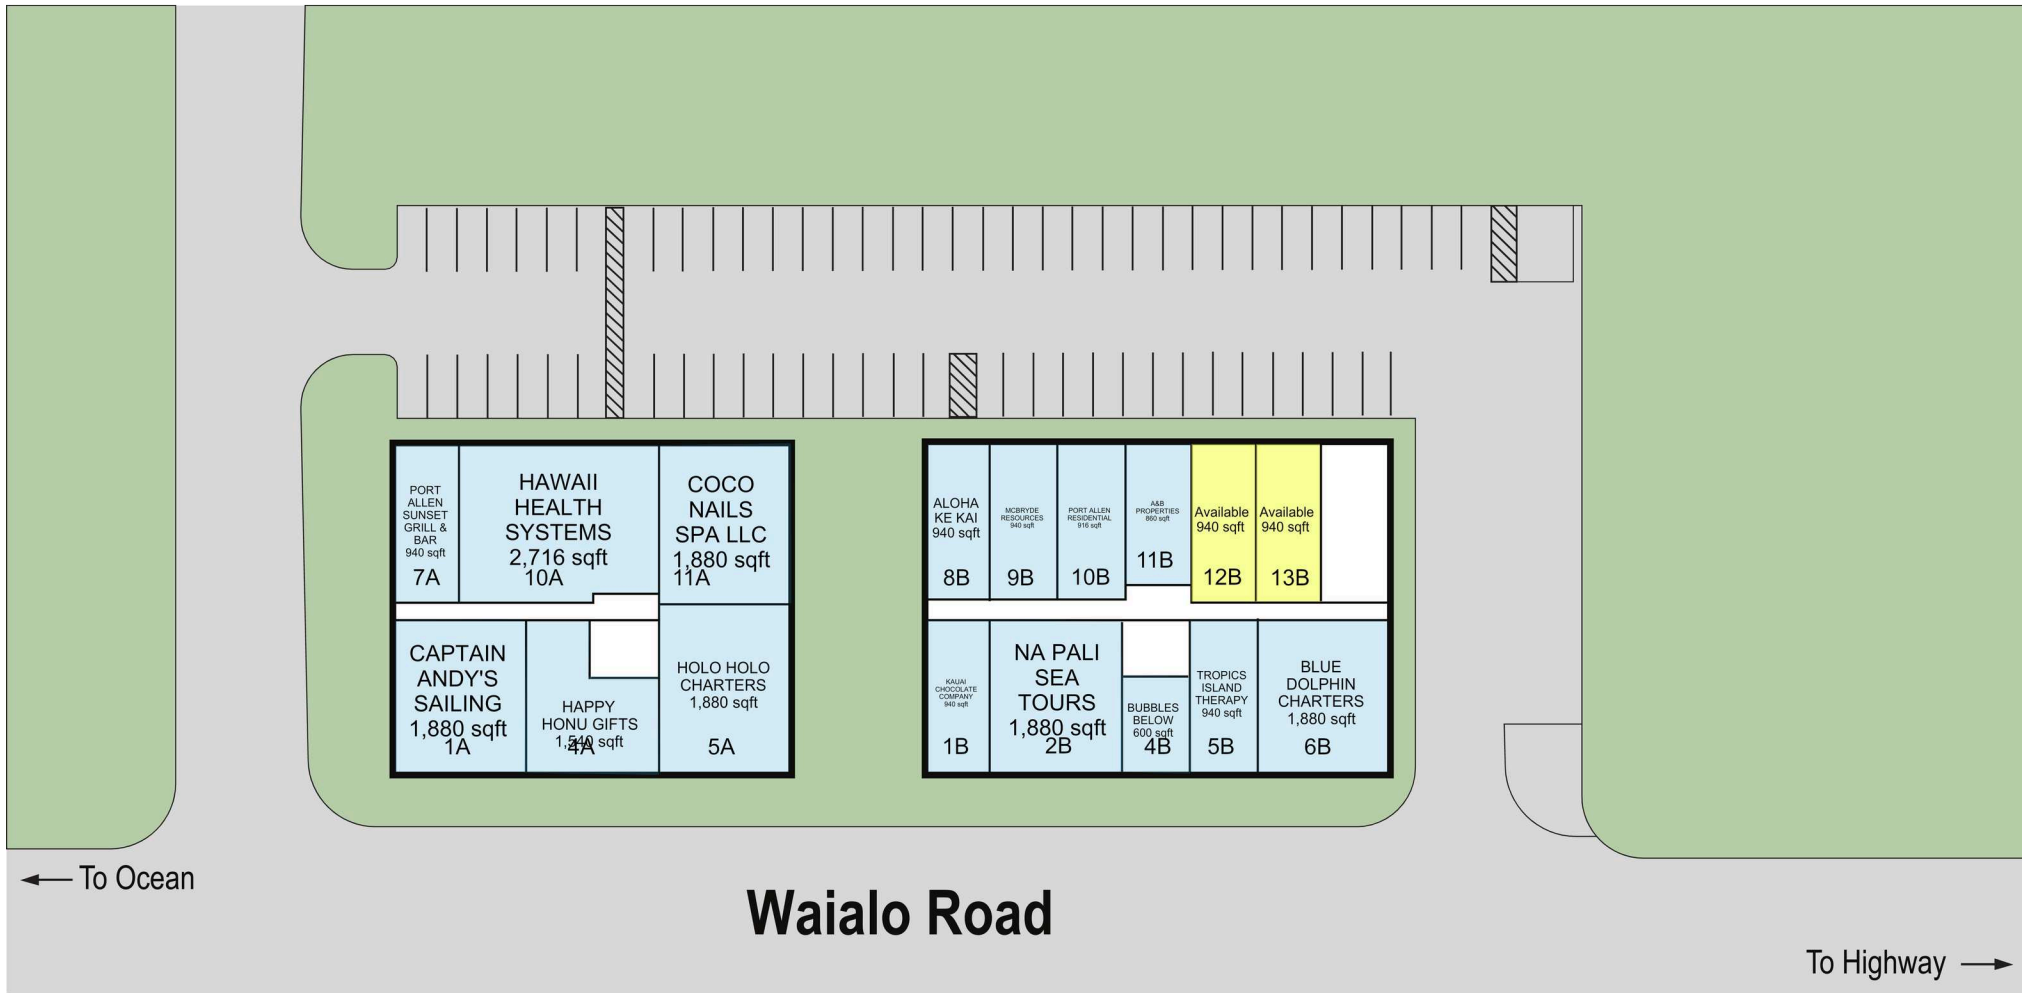 PORT
ALLEN
SUNSET
GRILL &
BAR
940 sqft
7A
HAWAII
HEALTH
SYSTEMS
2,716 sqft
10A
COCO
NAILS
SPA LLC
1,880 sqft
11A
CAPTAIN
ANDY'S
SAILING
1,880 sqft
1A
HAPPY
HONU GIFTS
1,540 sqft
4A
HOLO HOLO
CHARTERS
1,880 sqft
5A
ALOHA
KE KAI
940 sqft
8B
MCBRYDE
RESOURCES
940 sqft
9B
PORT ALLEN
RESIDENTIAL
916 sqft
10B
A&B
PROPERTIES
860 sqft
11B
Available
940 sqft
12B
Available
940 sqft
13B
KAUAI
CHOCOLATE
COMPANY
940 sqft
1B
NA PALI
SEA
TOURS
1,880 sqft
2B
BUBBLES
BELOW
600 sqft
4B
TROPICS
ISLAND
THERAPY
940 sqft
5B
BLUE
DOLPHIN
CHARTERS
1,880 sqft
6B
To Ocean
Waialo Road
To Highway